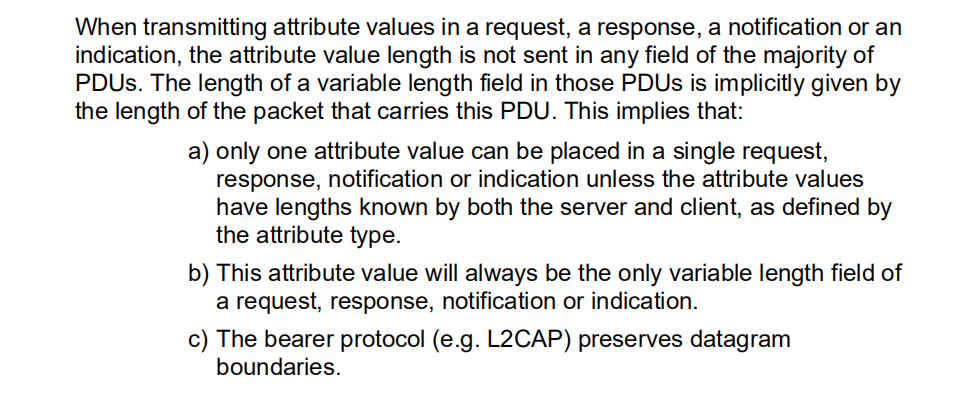 When transmitting attribute values in a request, a response, a notification or an
indication, the attribute value length is not sent in any field of the majority of
PDUs. The length of a variable length field in those PDUs is implicitly given by
the length of the packet that carries this PDU. This implies that:
a) only one attribute value can be placed in a single request,
response, notification or indication unless the attribute values
have lengths known by both the server and client, as defined by
the attribute type.
b) This attribute value will always be the only variable length field of
a request, response, notification or indication.
c) The bearer protocol (e.g. L2CAP) preserves datagram
boundaries.